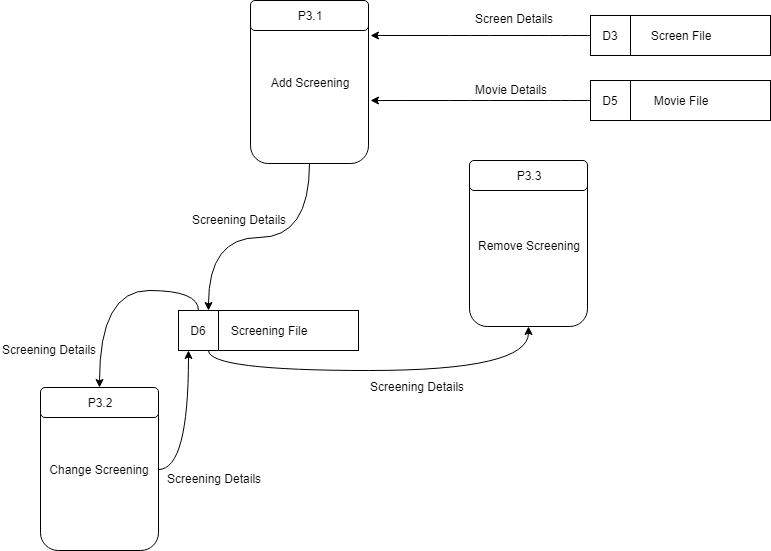 P3.1
Add Screening
Screen Details
D3
Screen File
Movie Details
D5
Movie File
P3.3
Remove Screening
Screening Details
D6
Screening File
Screening Details
Screening Details
P3.2
Change Screening
Screening Details